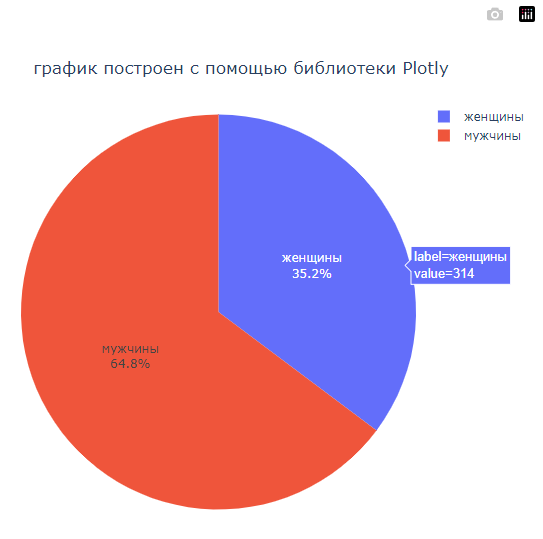 график построен с помощью библиотеки Plotly
женщины
мужчины
женщины
35.2%
label=женщины
value=314
мужчины
64.8%